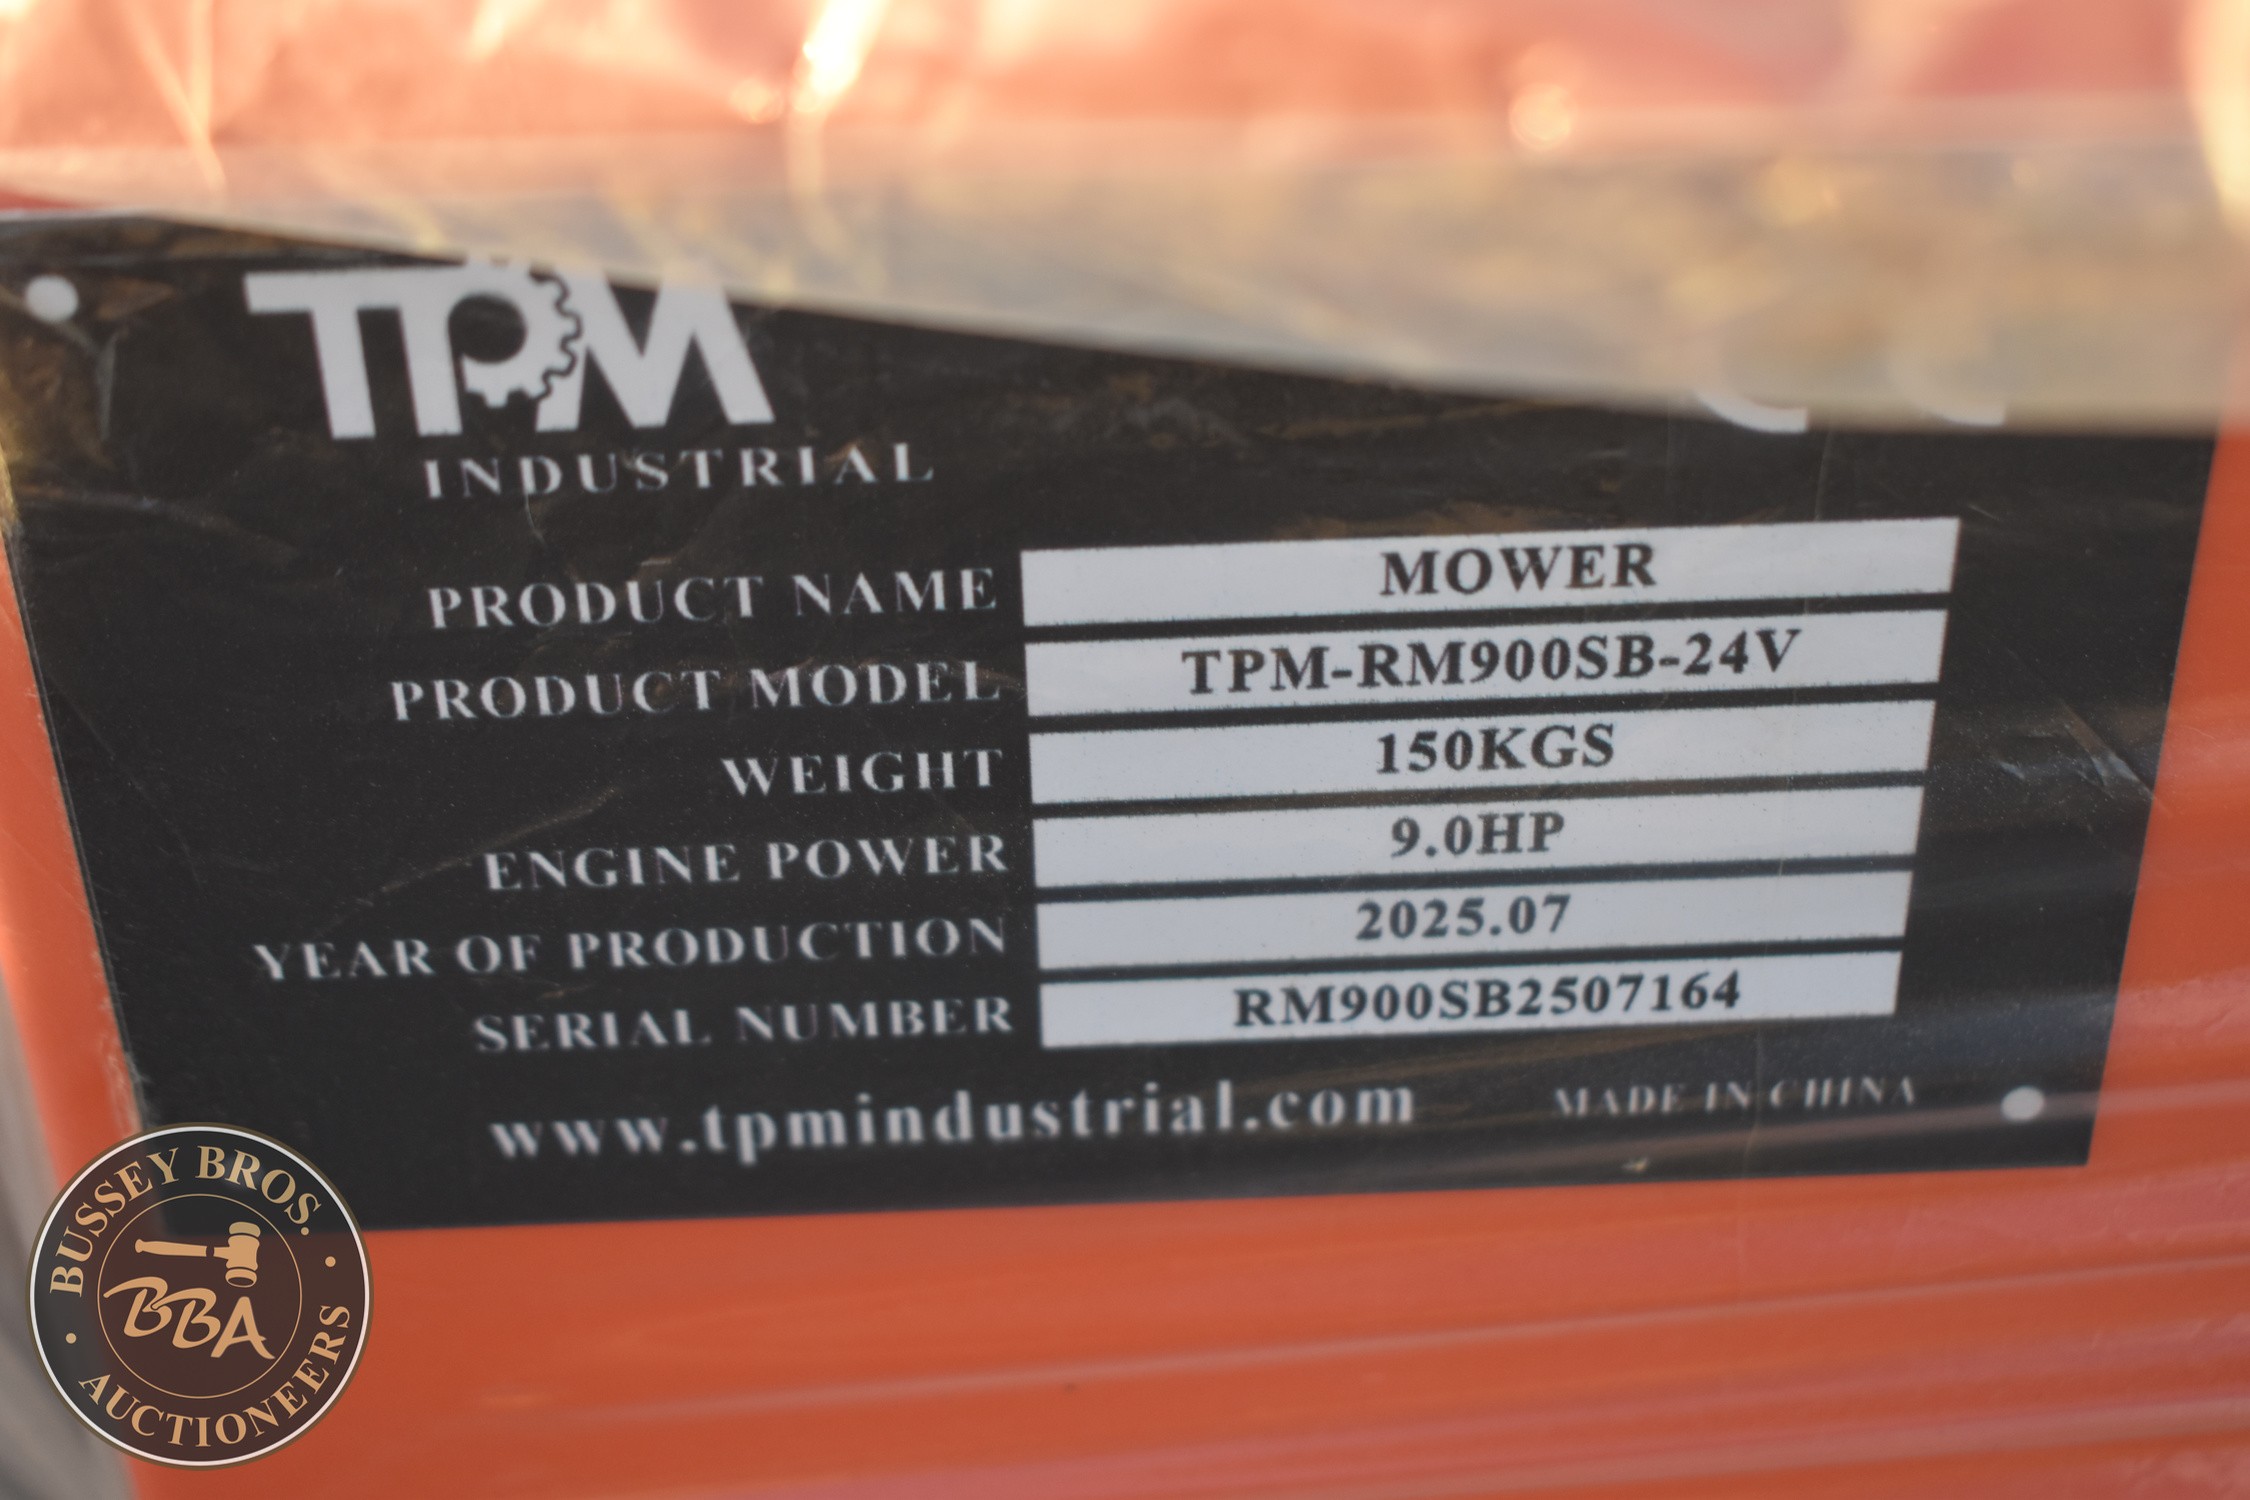 TPM
INDUSTRIAL
PRODUCT NAME MOWER
PRODUCT MODEL TPM-RM900SB-24V
WEIGHT 150KGS
ENGINE POWER 9.0HP
YEAR OF PRODUCTION 2025.07
SERIAL NUMBER RM900SB2507164
www.tpmindustrial.com MADE IN CHINA
BUSSEY BROS.
BBA
AUCTIONEERS